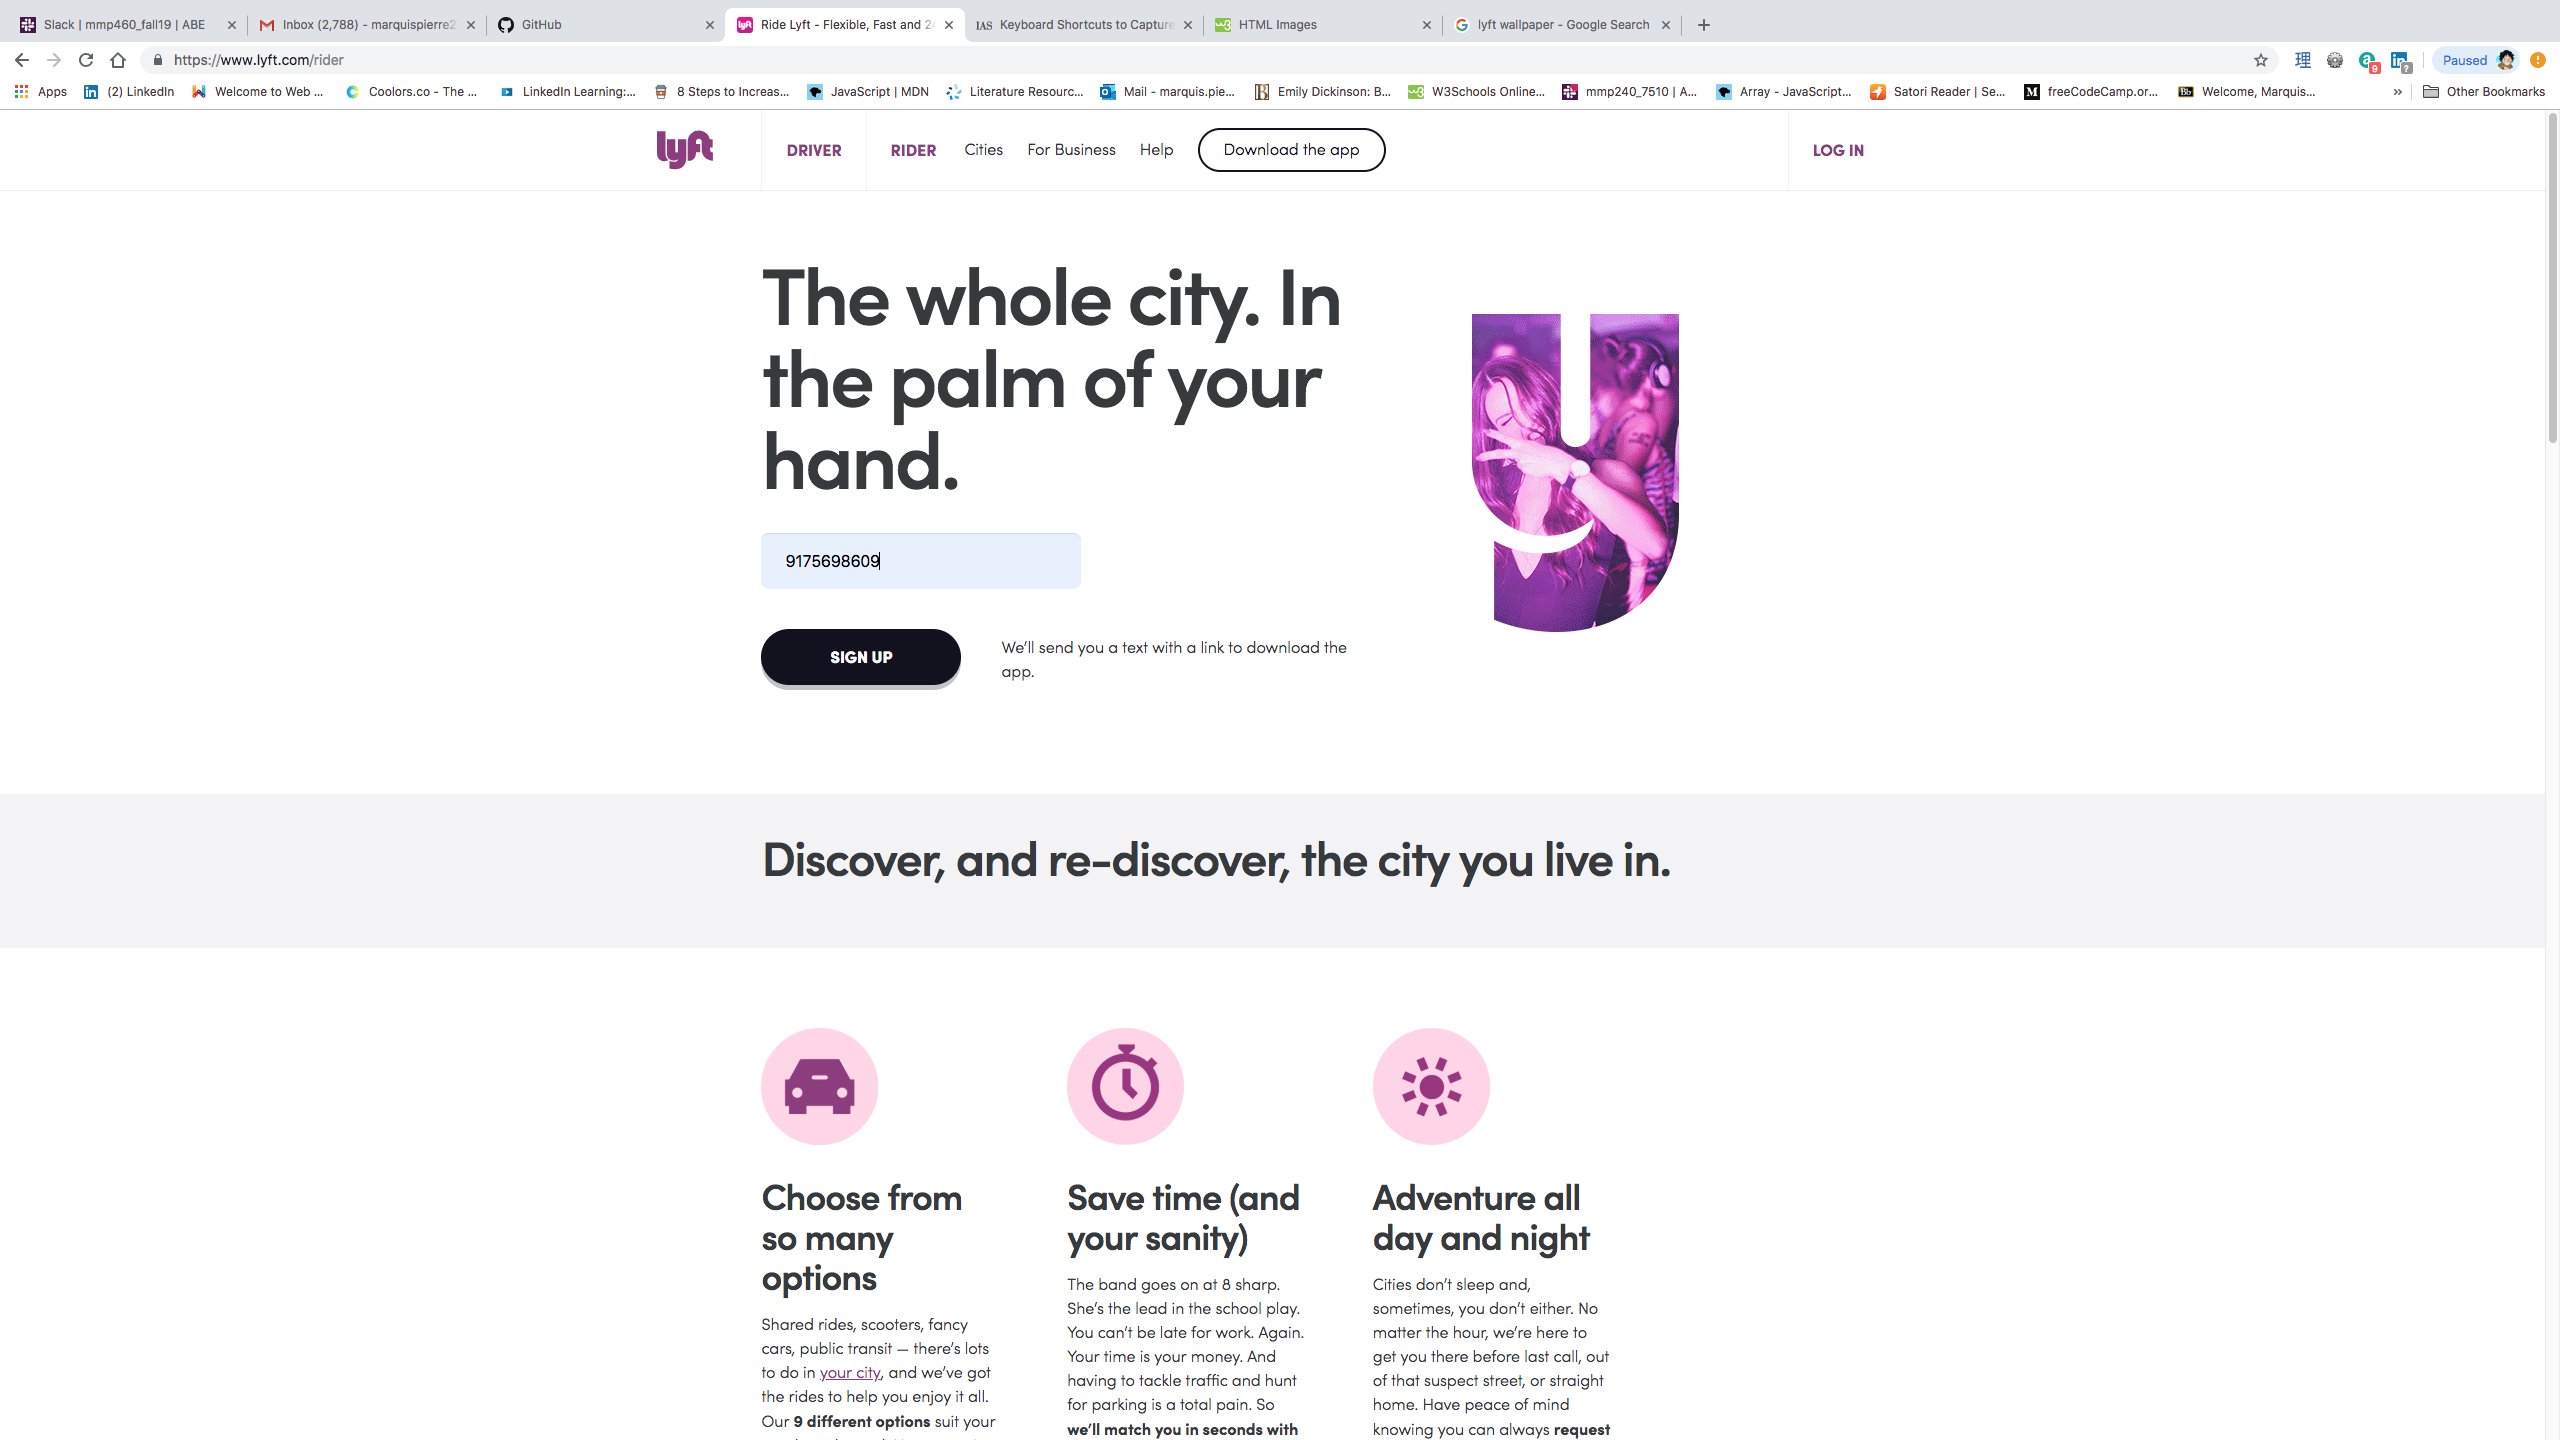 Slack | mmp460_fall19 | ABE
Inbox (2,788) - marquispierre2
GitHub
Ride Lyft - Flexible, Fast and 24
Keyboard Shortcuts to Capture
HTML Images
lyft wallpaper - Google Search
https://www.lyft.com/rider
Paused
Apps
(2) LinkedIn
Welcome to Web ...
Coolors.co - The ...
LinkedIn Learning:...
8 Steps to Increas...
JavaScript | MDN
Literature Resourc...
Mail - marquis.pie...
Emily Dickinson: B...
W3Schools Online...
mmp240_7510 | A...
Array - JavaScript...
Satori Reader | Se...
freeCodeCamp.or...
Welcome, Marquis...
»
Other Bookmarks
lyft
DRIVER
RIDER
Cities
For Business
Help
Download the app
LOG IN
The whole city. In
the palm of your
hand.
9175698609
SIGN UP
We'll send you a text with a link to download the
app.
Discover, and re-discover, the city you live in.
Choose from
so many
options
Shared rides, scooters, fancy
cars, public transit — there's lots
to do in your city, and we've got
the rides to help you enjoy it all.
Our 9 different options suit your
Save time (and
your sanity)
The band goes on at 8 sharp.
She's the lead in the school play.
You can't be late for work. Again.
Your time is your money. And
having to tackle traffic and hunt
for parking is a total pain. So
we'll match you in seconds with
Adventure all
day and night
Cities don't sleep and,
sometimes, you don't either. No
matter the hour, we're here to
get you there before last call, out
of that suspect street, or straight
home. Have peace of mind
knowing you can always request